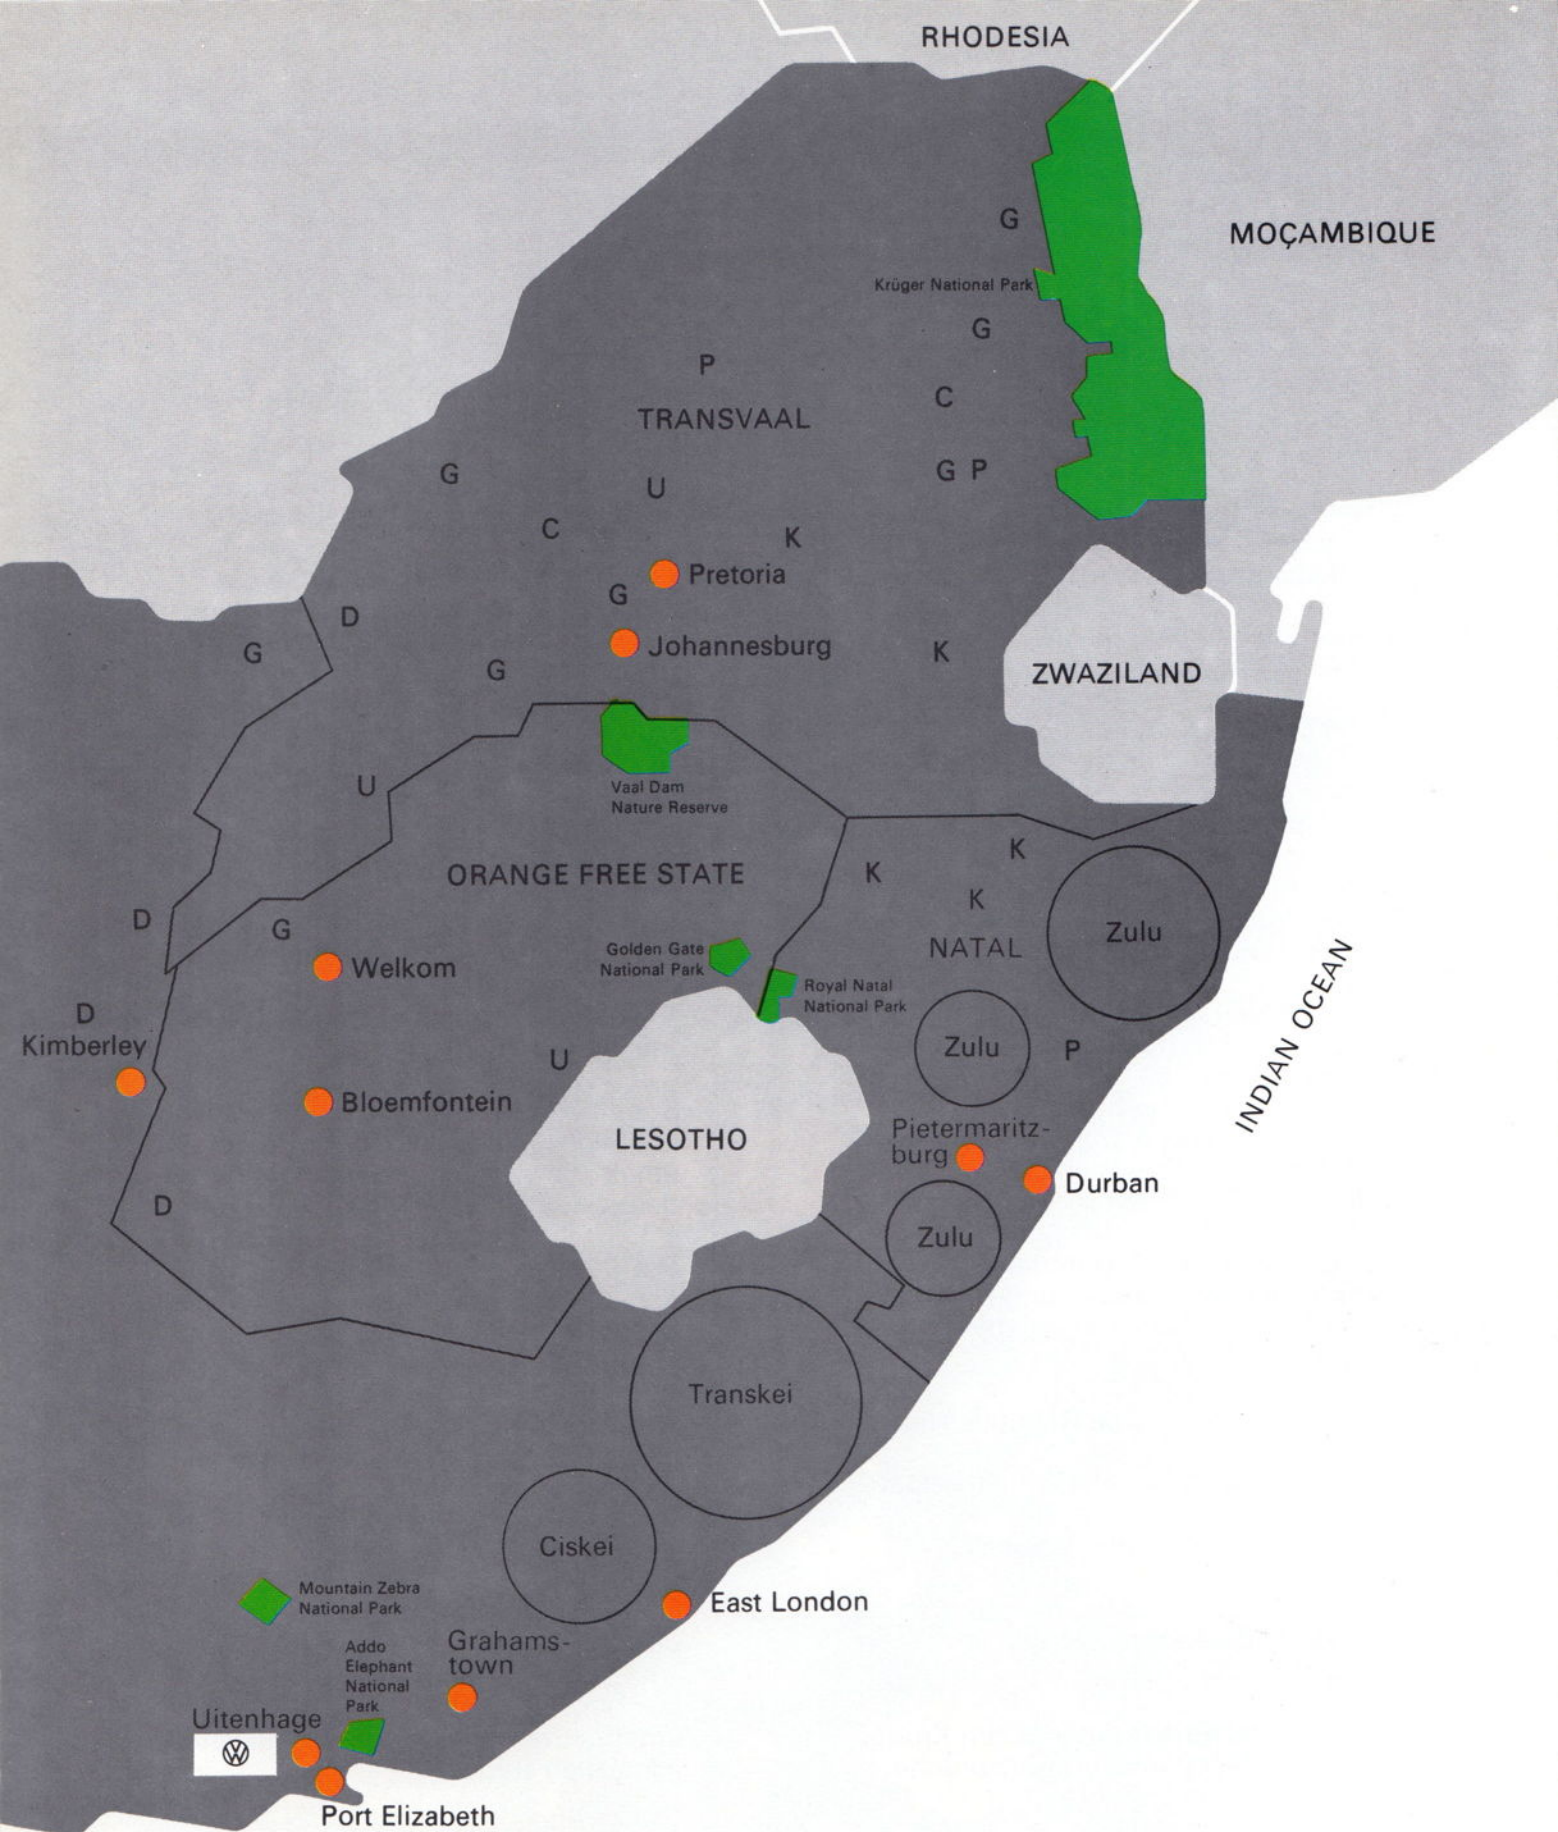 RHODESIA
G
MOÇAMBIQUE
Krüger National Park
G
P
C
TRANSVAAL
G
G P
U
C
K
Pretoria
G
D
Johannesburg
G
K
G
ZWAZILAND
U
Vaal Dam
Nature Reserve
K
ORANGE FREE STATE
K
K
D
G
Zulu
Golden Gate
National Park
NATAL
Welkom
Royal Natal
National Park
INDIAN OCEAN
D
Kimberley
U
Zulu
P
Bloemfontein
LESOTHO
Pietermaritz-
burg
Durban
D
Zulu
Transkei
Ciskei
Mountain Zebra
National Park
East London
Addo
Elephant
National
Park
Grahams-
town
Uitenhage
VW
Port Elizabeth